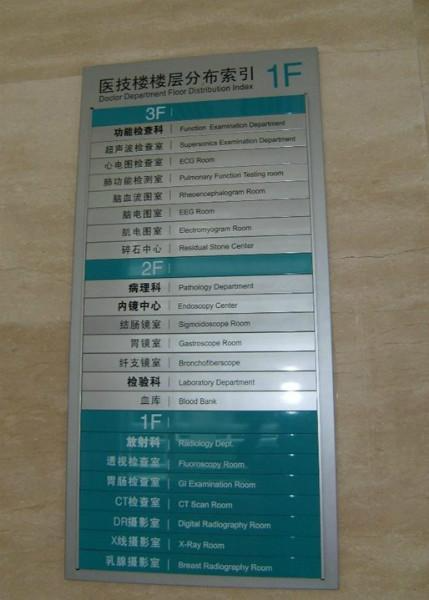 医技楼楼层分布索引 1F
Doctor Department Floor Distribution Index
3F
功能检查科 Function Examination Department
超声波检查室 Supersonics Examination Department
心电图检查室 ECG Room
肺功能检测室 Pulmonary Function Testing room
脑血流图室 Rheoencephalogram Room
脑电图室 EEG Room
肌电图室 Electromyogram Room
碎石中心 Residual Stone Center
2F
病理科 Pathology Department
内镜中心 Endoscopy Center
结肠镜室 Sigmoidoscope Room
胃镜室 Gastroscope Room
纤支镜室 Bronchofiberscope
检验科 Laboratory Department
血库 Blood Bank
1F
放射科 Radiology Dept.
透视检查室 Fluoroscopy Room
胃肠检查室 GI Examination Room
CT检查室 CT Scan Room
DR摄影室 Digital Radiography Room
X线摄影室 X-Ray Room
乳腺摄影室 Breast Radiography Room